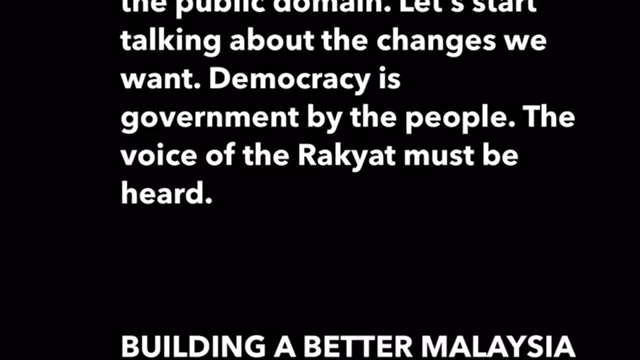 the public domain. Let's start
talking about the changes we
want. Democracy is
government by the people. The
voice of the Rakyat must be
heard.
BUILDING A BETTER MALAYSIA